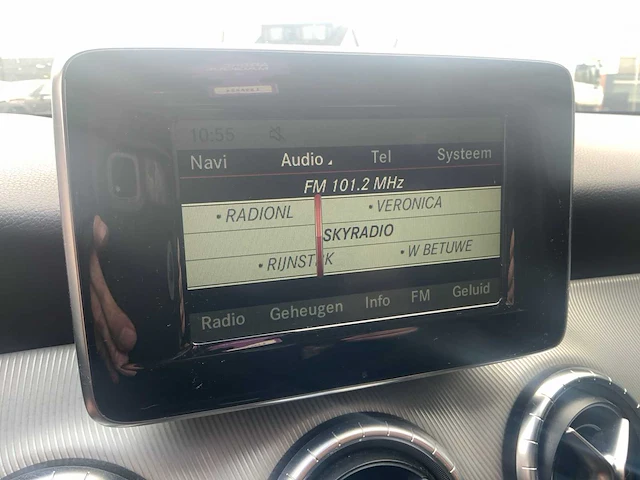 10:55
Navi Audio Tel Systeem
FM 101.2 MHz
• RADIONL • VERONICA
SKYRADIO
• RIJNSTRK • W BETUWE
Radio Geheugen Info FM Geluid